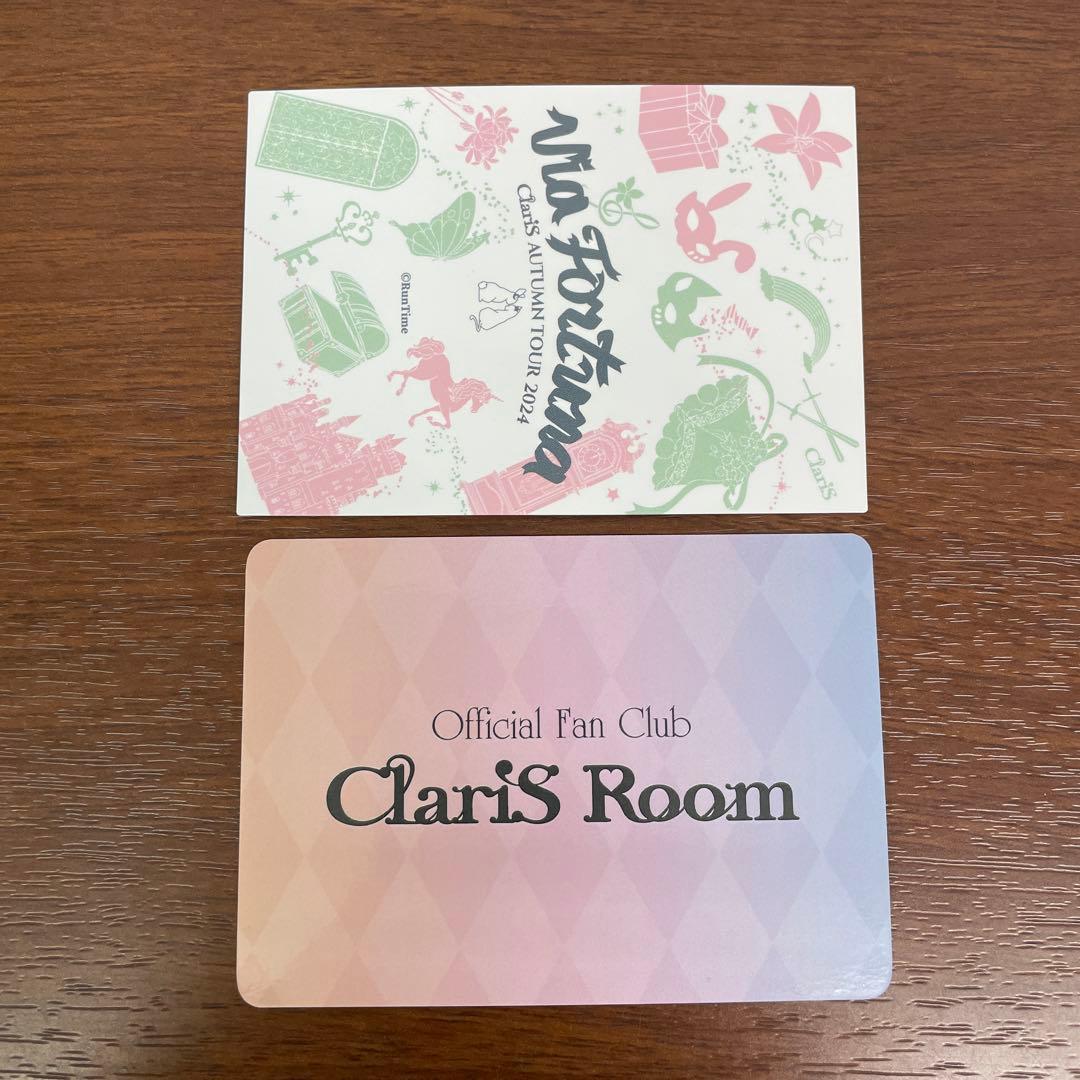 Via Fortuna
ClariS AUTUMN TOUR 2024
©RunTime
ClariS
Official Fan Club
ClariS Room